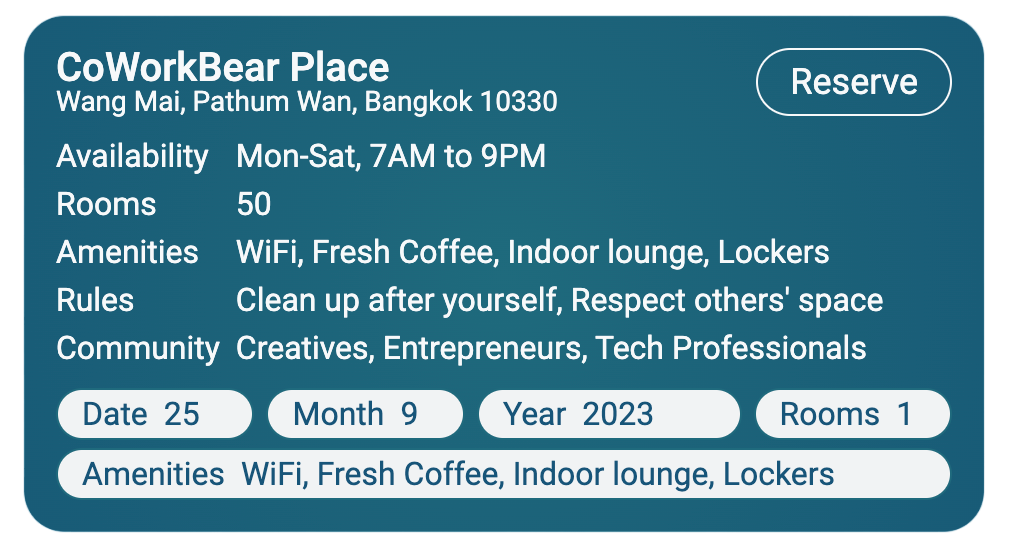 CoWorkBear Place
Wang Mai, Pathum Wan, Bangkok 10330
Reserve
Availability Mon-Sat, 7AM to 9PM
Rooms 50
Amenities WiFi, Fresh Coffee, Indoor lounge, Lockers
Rules Clean up after yourself, Respect others' space
Community Creatives, Entrepreneurs, Tech Professionals
Date 25 Month 9 Year 2023 Rooms 1
Amenities WiFi, Fresh Coffee, Indoor lounge, Lockers